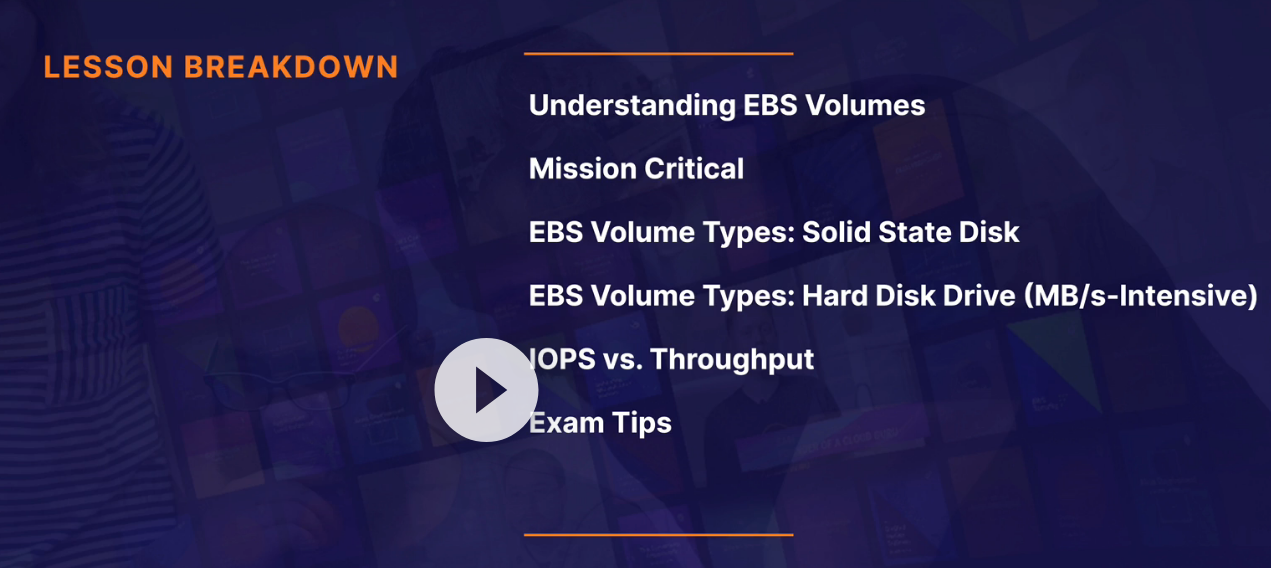 LESSON BREAKDOWN
Understanding EBS Volumes
Mission Critical
EBS Volume Types: Solid State Disk
EBS Volume Types: Hard Disk Drive (MB/s-Intensive)
IOPS vs. Throughput
Exam Tips